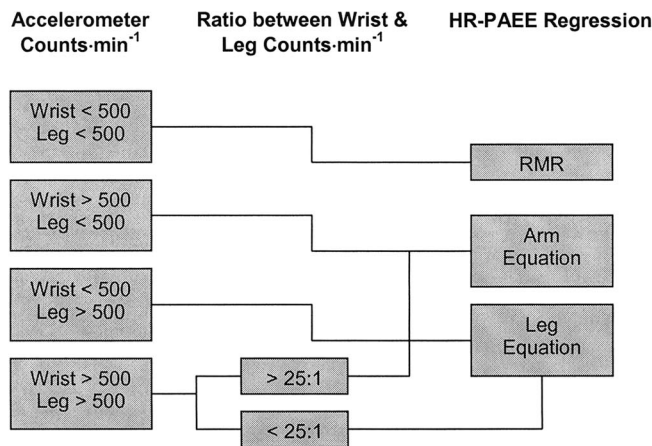 Accelerometer
Counts·min⁻¹
Ratio between Wrist &
Leg Counts·min⁻¹
HR-PAEE Regression
Wrist < 500
Leg < 500
RMR
Wrist > 500
Leg < 500
Arm
Equation
Wrist < 500
Leg > 500
Leg
Equation
Wrist > 500
Leg > 500
> 25:1
< 25:1